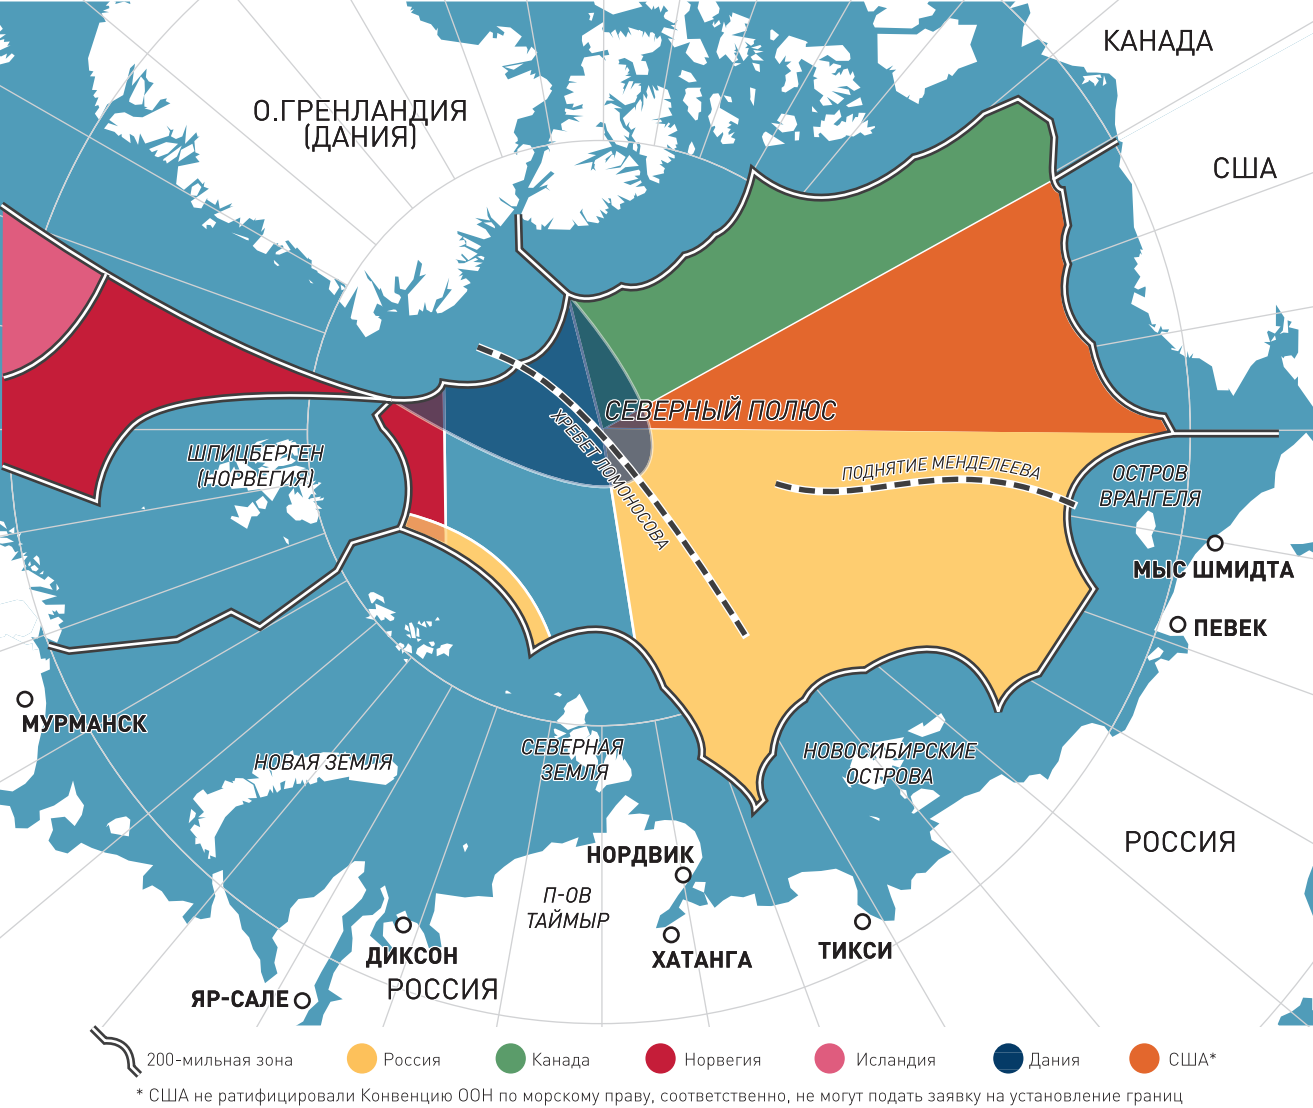 КАНАДА
О.ГРЕНЛАНДИЯ
(ДАНИЯ)
США
СЕВЕРНЫЙ ПОЛЮС
ХРЕБЕТ ЛОМОНОСОВА
ПОДНЯТИЕ МЕНДЕЛЕЕВА
ШПИЦБЕРГЕН
(НОРВЕГИЯ)
ОСТРОВ
ВРАНГЕЛЯ
МЫС ШМИДТА
ПЕВЕК
МУРМАНСК
НОВАЯ ЗЕМЛЯ
СЕВЕРНАЯ
ЗЕМЛЯ
НОВОСИБИРСКИЕ
ОСТРОВА
РОССИЯ
НОРДВИК
П-ОВ
ТАЙМЫР
ДИКСОН
ХАТАНГА
ТИКСИ
РОССИЯ
ЯР-САЛЕ
200-мильная зона
Россия
Канада
Норвегия
Исландия
Дания
США*
* США не ратифицировали Конвенцию ООН по морскому праву, соответственно, не могут подать заявку на установление границ